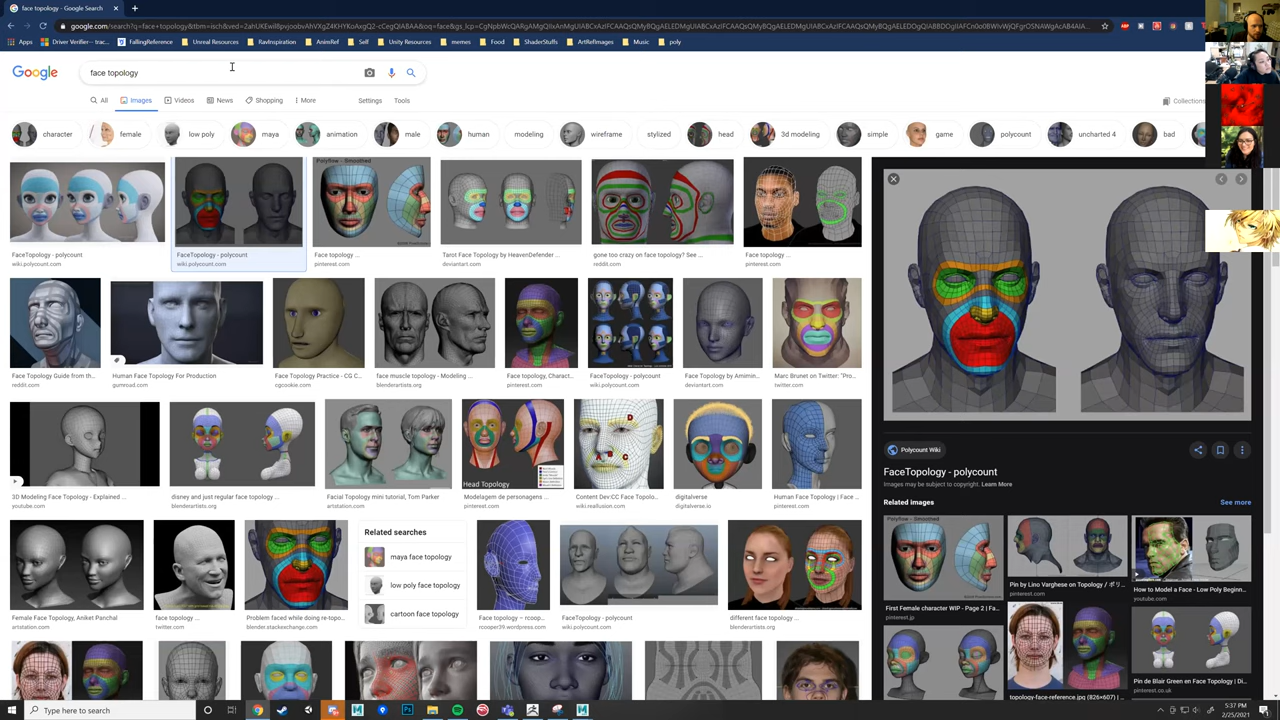 face topology - Google Search
Apps
Driver Verifier-- trac...
FallingReference
Unreal Resources
RavInspiration
AnimRef
Self
Unity Resources
memes
Food
ShaderStuffs
ArtRefImages
Music
poly
Google
face topology
All
Images
Videos
News
Shopping
More
Settings
Tools
Collections
character
female
low poly
maya
animation
male
human
modeling
wireframe
stylized
head
3d modeling
simple
game
polycount
uncharted 4
bad
Polyflow - Smoothed
FaceTopology - polycount
wiki.polycount.com
FaceTopology - polycount
wiki.polycount.com
Face topology ...
pinterest.com
Tarot Face Topology by HeavenDefender ...
deviantart.com
gone too crazy on face topology? See ...
reddit.com
Face topology ...
pinterest.com
Face Topology Guide from th...
reddit.com
Human Face Topology For Production
gumroad.com
Face Topology Practice - CG C...
cgcookie.com
face muscle topology - Modeling ...
blenderartists.org
Face topology, Charact...
pinterest.com
FaceTopology - polycount
wiki.polycount.com
Face Topology by Amimin...
deviantart.com
Marc Brunet on Twitter: "Pro...
twitter.com
Head Topology
3D Modeling Face Topology - Explained ...
youtube.com
disney and just regular face topology ...
blenderartists.org
Facial Topology mini tutorial, Tom Parker
artstation.com
Modelagem de personagens ...
pinterest.com
Content Dev:CC Face Topolo...
wiki.reallusion.com
digitalverse
digitalverse.io
Human Face Topology | Face ...
pinterest.com
Related searches
maya face topology
low poly face topology
cartoon face topology
Female Face Topology, Aniket Panchal
artstation.com
face topology ...
twitter.com
Problem faced while doing re-topo...
blender.stackexchange.com
Face topology – rcoop...
rcooper39.wordpress.com
FaceTopology - polycount
wiki.polycount.com
different face topology ...
blenderartists.org
Polycount Wiki
FaceTopology - polycount
Images may be subject to copyright. Learn More
Related images
See more
Polyflow - Smoothed
First Female character WIP - Page 2 | Fa...
pinterest.jp
Pin by Lino Varghese on Topology / ポリ...
pinterest.com
How to Model a Face - Low Poly Beginn...
youtube.com
topology-face-reference.jpg (826×607) |
Pin de Blair Green en Face Topology | Di...
pinterest.co.uk
Type here to search
5:37 PM
2/25/2021